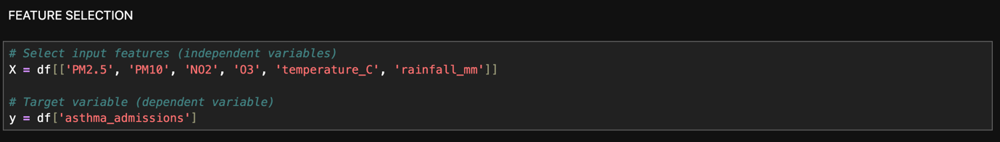 FEATURE SELECTION
# Select input features (independent variables)
X = df[['PM2.5', 'PM10', 'NO2', 'O3', 'temperature_C', 'rainfall_mm']]
# Target variable (dependent variable)
y = df['asthma_admissions']